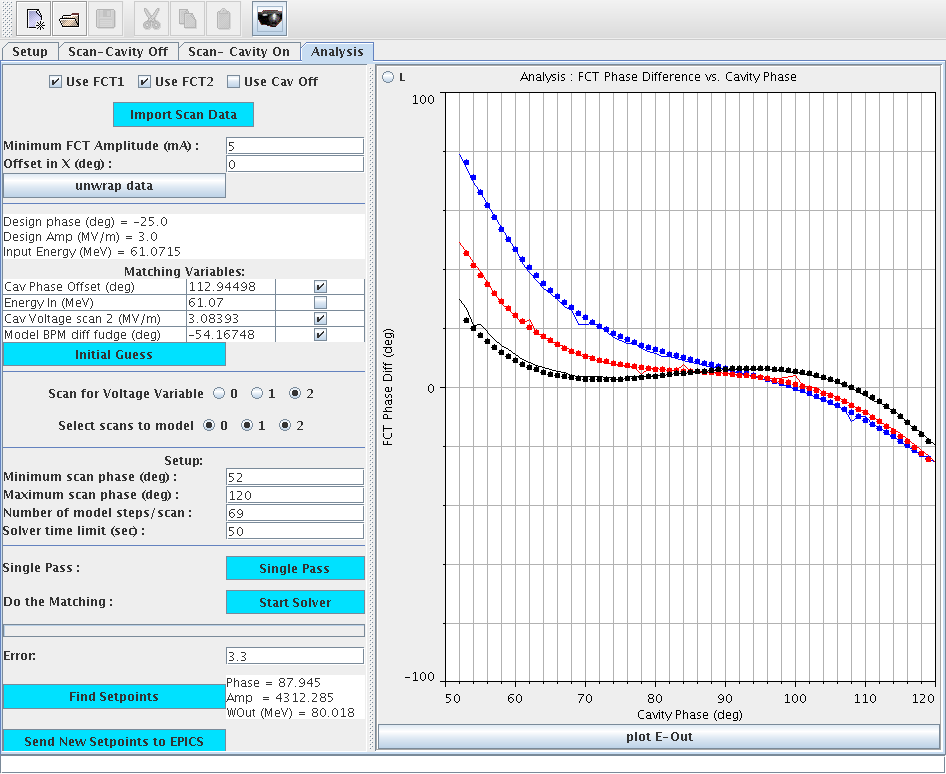 Setup Scan-Cavity Off Scan- Cavity On Analysis
Use FCT1 Use FCT2 Use Cav Off
Import Scan Data
Minimum FCT Amplitude (mA) : 5
Offset in X (deg) : 0
unwrap data
Design phase (deg) = -25.0
Design Amp (MV/m) = 3.0
Input Energy (MeV) = 61.0715
Matching Variables:
Cav Phase Offset (deg) 112.94498
Energy In (MeV) 61.07
Cav Voltage scan 2 (MV/m) 3.08393
Model BPM diff fudge (deg) -54.16748
Initial Guess
Scan for Voltage Variable 0 1 2
Select scans to model 0 1 2
Setup:
Minimum scan phase (deg) : 52
Maximum scan phase (deg) : 120
Number of model steps/scan : 69
Solver time limit (sec) : 50
Single Pass : Single Pass
Do the Matching : Start Solver
Error: 3.3
Find Setpoints
Phase = 87.945
Amp = 4312.285
WOut (MeV) = 80.018
Send New Setpoints to EPICS
L
Analysis : FCT Phase Difference vs. Cavity Phase
100
0
-100
FCT Phase Diff (deg)
50 60 70 80 90 100 110 120
Cavity Phase (deg)
plot E-Out